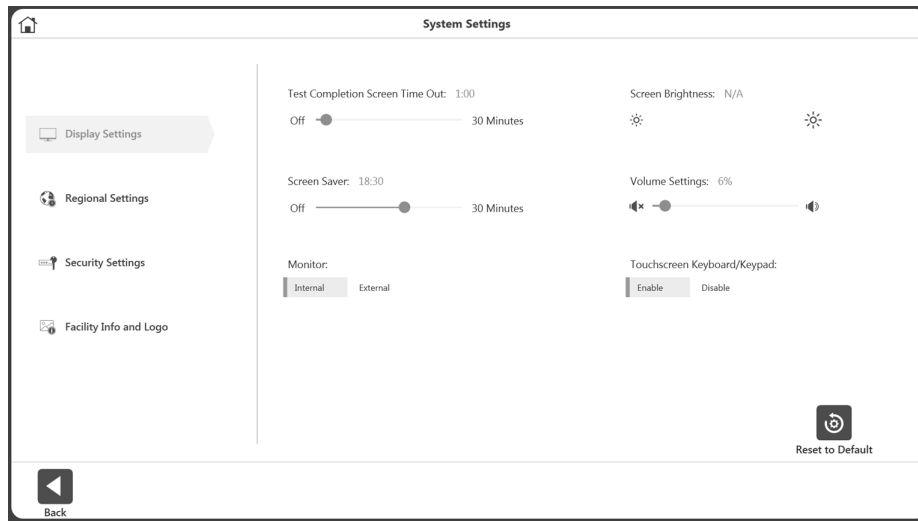 System Settings
Display Settings
Regional Settings
Security Settings
Facility Info and Logo
Test Completion Screen Time Out: 1:00
Off 30 Minutes
Screen Brightness: N/A
Screen Saver: 18:30
Off 30 Minutes
Volume Settings: 6%
Monitor:
Internal External
Touchscreen Keyboard/Keypad:
Enable Disable
Reset to Default
Back